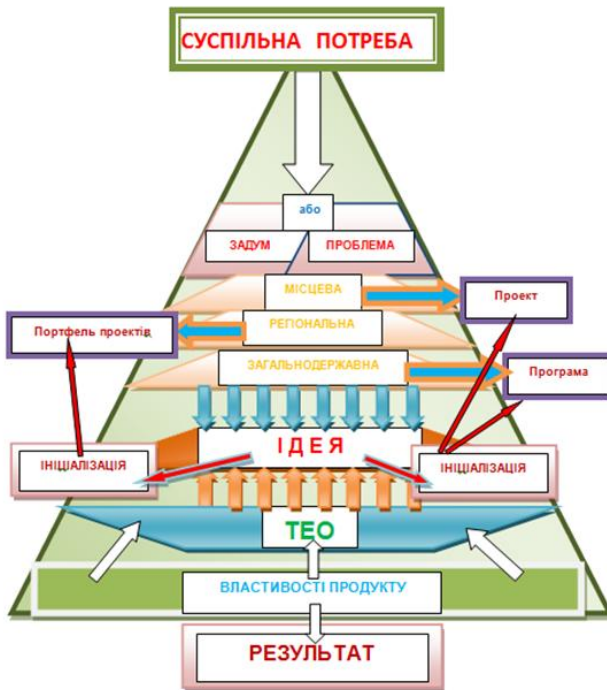 СУСПІЛЬНА ПОТРЕБА
або
ЗАДУМ
ПРОБЛЕМА
МІСЦЕВА
Проект
Портфель проектів
РЕГІОНАЛЬНА
ЗАГАЛЬНОДЕРЖАВНА
Програма
ІДЕЯ
ІНІЦІАЛІЗАЦІЯ
ІНІЦІАЛІЗАЦІЯ
ТЕО
ВЛАСТИВОСТІ ПРОДУКТУ
РЕЗУЛЬТАТ